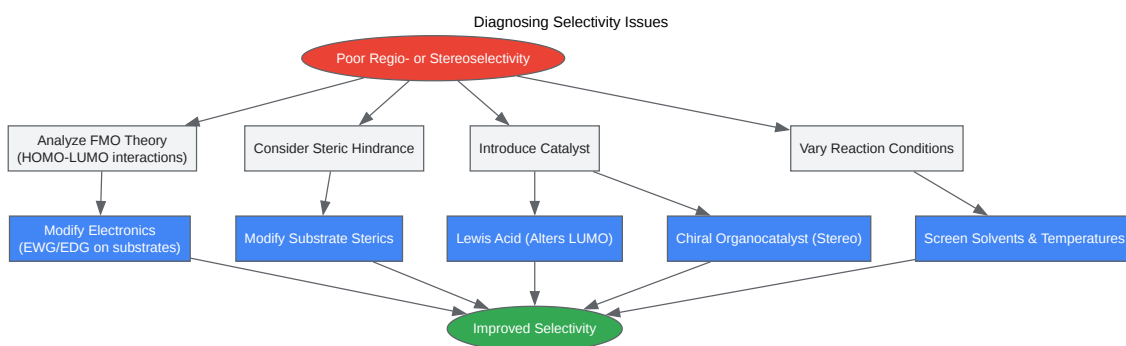 Diagnosing Selectivity Issues
Poor Regio- or Stereoselectivity
Analyze FMO Theory
(HOMO-LUMO interactions)
Consider Steric Hindrance
Introduce Catalyst
Vary Reaction Conditions
Modify Electronics
(EWG/EDG on substrates)
Modify Substrate Sterics
Lewis Acid (Alters LUMO)
Chiral Organocatalyst (Stereo)
Screen Solvents & Temperatures
Improved Selectivity